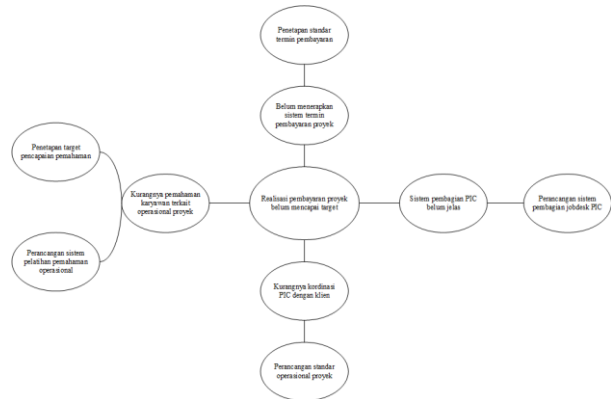 Penetapan standar
termin pembayaran
Belum menerapkan
sistem termin
pembayaran proyek
Penetapan target
pencapaian pemahaman
Kurangnya pemahaman
karyawan terkait
operasional proyek
Realisasi pembayaran proyek
belum mencapai target
Sistem pembagian PIC
belum jelas
Perancangan sistem
pembagian jobdesk PIC
Perancangan sistem
pelatihan pemahaman
operasional
Kurangnya kordinasi
PIC dengan klien
Perancangan standar
operasional proyek